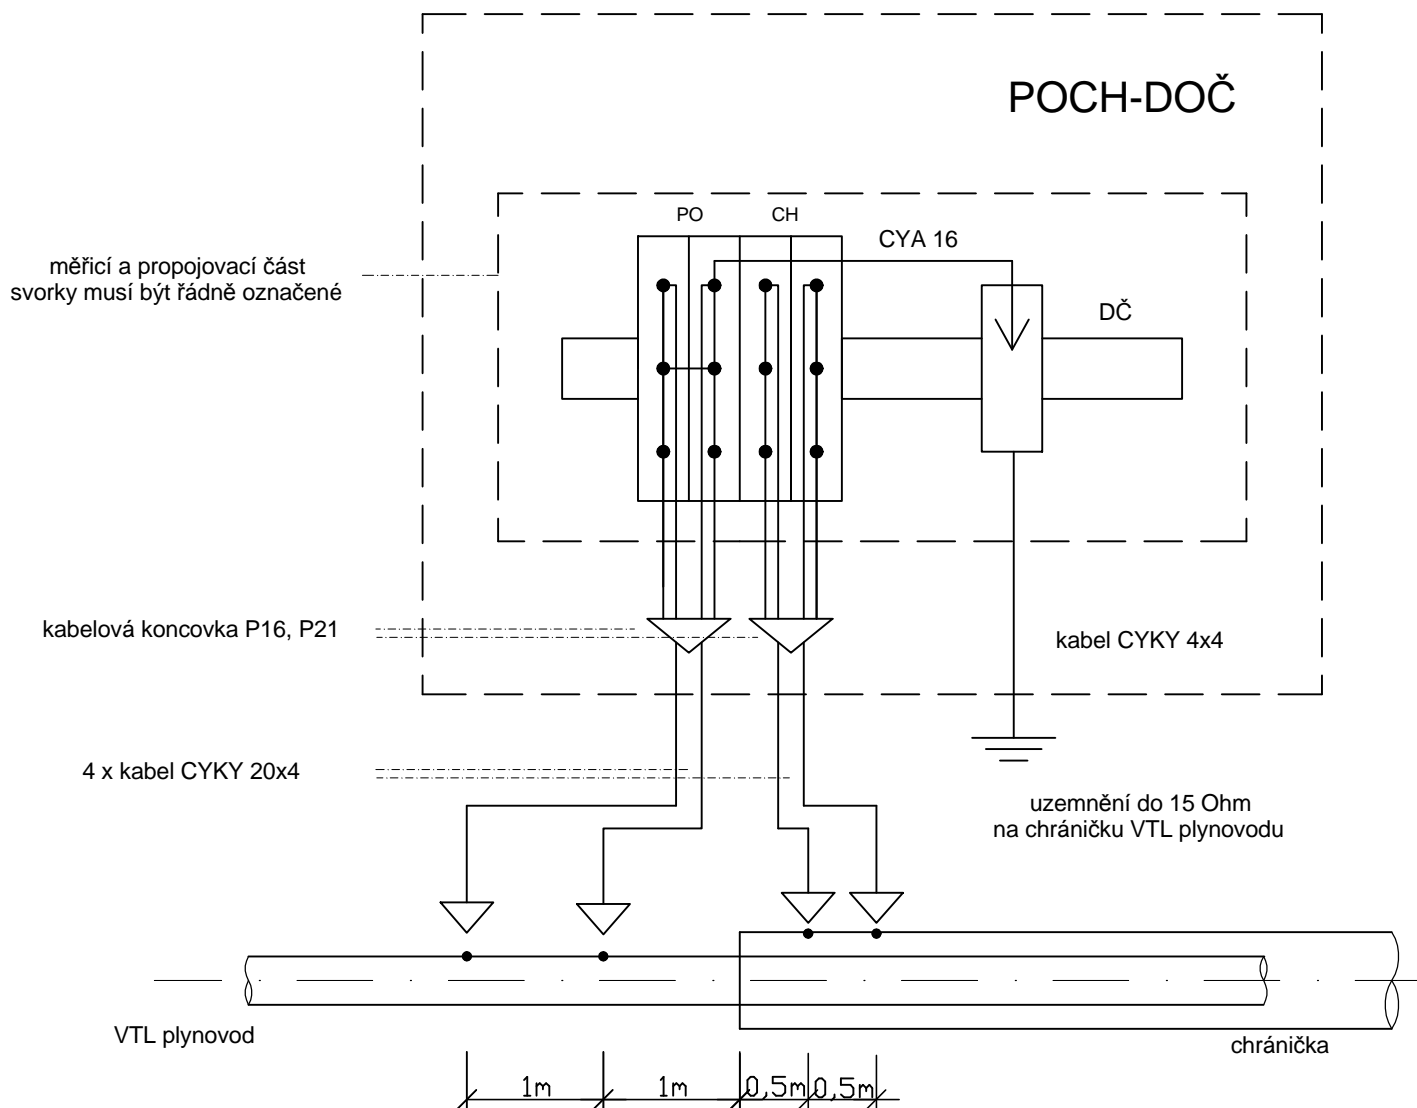 POCH-DOČ
PO
CH
CYA 16
měřicí a propojovací část
svorky musí být řádně označené
DČ
kabelová koncovka P16, P21
kabel CYKY 4x4
4 x kabel CYKY 20x4
uzemnění do 15 Ohm
na chráničku VTL plynovodu
VTL plynovod
chránička
1m
1m
0,5m
0,5m